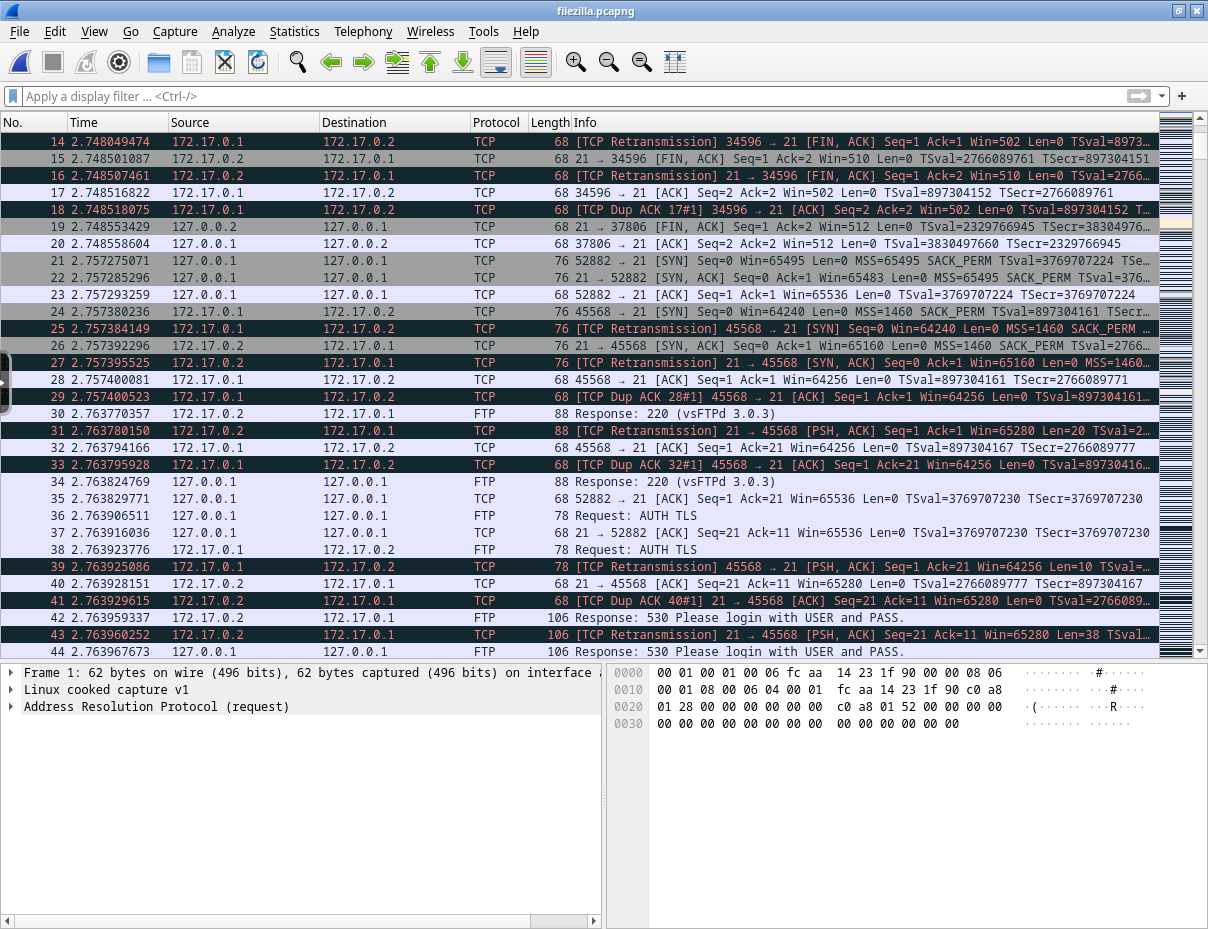 filezilla.pcapng
File Edit View Go Capture Analyze Statistics Telephony Wireless Tools Help
Apply a display filter ... <Ctrl-/>
No. Time Source Destination Protocol Length Info
14 2.748049474 172.17.0.1 172.17.0.2 TCP 68 [TCP Retransmission] 34596 → 21 [FIN, ACK] Seq=1 Ack=1 Win=502 Len=0 TSval=8973…
15 2.748501087 172.17.0.2 172.17.0.1 TCP 68 21 → 34596 [FIN, ACK] Seq=1 Ack=2 Win=510 Len=0 TSval=2766089761 TSecr=897304151
16 2.748507461 172.17.0.2 172.17.0.1 TCP 68 [TCP Retransmission] 21 → 34596 [FIN, ACK] Seq=1 Ack=2 Win=510 Len=0 TSval=2766…
17 2.748516822 172.17.0.1 172.17.0.2 TCP 68 34596 → 21 [ACK] Seq=2 Ack=2 Win=502 Len=0 TSval=897304152 TSecr=2766089761
18 2.748518075 172.17.0.1 172.17.0.2 TCP 68 [TCP Dup ACK 17#1] 34596 → 21 [ACK] Seq=2 Ack=2 Win=502 Len=0 TSval=897304152 T…
19 2.748553429 127.0.0.2 127.0.0.1 TCP 68 21 → 37806 [FIN, ACK] Seq=1 Ack=2 Win=512 Len=0 TSval=2329766945 TSecr=38304976…
20 2.748558604 127.0.0.1 127.0.0.2 TCP 68 37806 → 21 [ACK] Seq=2 Ack=2 Win=512 Len=0 TSval=3830497660 TSecr=2329766945
21 2.757275071 127.0.0.1 127.0.0.1 TCP 76 52882 → 21 [SYN] Seq=0 Win=65495 Len=0 MSS=65495 SACK_PERM TSval=3769707224 TSe…
22 2.757285296 127.0.0.1 127.0.0.1 TCP 76 21 → 52882 [SYN, ACK] Seq=0 Ack=1 Win=65483 Len=0 MSS=65495 SACK_PERM TSval=376…
23 2.757293259 127.0.0.1 127.0.0.1 TCP 68 52882 → 21 [ACK] Seq=1 Ack=1 Win=65536 Len=0 TSval=3769707224 TSecr=3769707224
24 2.757380236 172.17.0.1 172.17.0.2 TCP 76 45568 → 21 [SYN] Seq=0 Win=64240 Len=0 MSS=1460 SACK_PERM TSval=897304161 TSecr…
25 2.757384149 172.17.0.1 172.17.0.2 TCP 76 [TCP Retransmission] 45568 → 21 [SYN] Seq=0 Win=64240 Len=0 MSS=1460 SACK_PERM …
26 2.757392296 172.17.0.2 172.17.0.1 TCP 76 21 → 45568 [SYN, ACK] Seq=0 Ack=1 Win=65160 Len=0 MSS=1460 SACK_PERM TSval=2766…
27 2.757395525 172.17.0.2 172.17.0.1 TCP 76 [TCP Retransmission] 21 → 45568 [SYN, ACK] Seq=0 Ack=1 Win=65160 Len=0 MSS=1460…
28 2.757400081 172.17.0.1 172.17.0.2 TCP 68 45568 → 21 [ACK] Seq=1 Ack=1 Win=64256 Len=0 TSval=897304161 TSecr=2766089771
29 2.757400523 172.17.0.1 172.17.0.2 TCP 68 [TCP Dup ACK 28#1] 45568 → 21 [ACK] Seq=1 Ack=1 Win=64256 Len=0 TSval=897304161…
30 2.763770357 172.17.0.2 172.17.0.1 FTP 88 Response: 220 (vsFTPd 3.0.3)
31 2.763780150 172.17.0.2 172.17.0.1 TCP 88 [TCP Retransmission] 21 → 45568 [PSH, ACK] Seq=1 Ack=1 Win=65280 Len=20 TSval=2…
32 2.763794166 172.17.0.1 172.17.0.2 TCP 68 45568 → 21 [ACK] Seq=1 Ack=21 Win=64256 Len=0 TSval=897304167 TSecr=2766089777
33 2.763795928 172.17.0.1 172.17.0.2 TCP 68 [TCP Dup ACK 32#1] 45568 → 21 [ACK] Seq=1 Ack=21 Win=64256 Len=0 TSval=89730416…
34 2.763824769 127.0.0.1 127.0.0.1 FTP 88 Response: 220 (vsFTPd 3.0.3)
35 2.763829771 127.0.0.1 127.0.0.1 TCP 68 52882 → 21 [ACK] Seq=1 Ack=21 Win=65536 Len=0 TSval=3769707230 TSecr=3769707230
36 2.763906511 127.0.0.1 127.0.0.1 FTP 78 Request: AUTH TLS
37 2.763916036 127.0.0.1 127.0.0.1 TCP 68 21 → 52882 [ACK] Seq=21 Ack=11 Win=65536 Len=0 TSval=3769707230 TSecr=3769707230
38 2.763923776 172.17.0.1 172.17.0.2 FTP 78 Request: AUTH TLS
39 2.763925086 172.17.0.1 172.17.0.2 TCP 78 [TCP Retransmission] 45568 → 21 [PSH, ACK] Seq=1 Ack=21 Win=64256 Len=10 TSval=…
40 2.763928151 172.17.0.2 172.17.0.1 TCP 68 21 → 45568 [ACK] Seq=21 Ack=11 Win=65280 Len=0 TSval=2766089777 TSecr=897304167
41 2.763929615 172.17.0.2 172.17.0.1 TCP 68 [TCP Dup ACK 40#1] 21 → 45568 [ACK] Seq=21 Ack=11 Win=65280 Len=0 TSval=2766089…
42 2.763959337 172.17.0.2 172.17.0.1 FTP 106 Response: 530 Please login with USER and PASS.
43 2.763960252 172.17.0.2 172.17.0.1 TCP 106 [TCP Retransmission] 21 → 45568 [PSH, ACK] Seq=21 Ack=11 Win=65280 Len=38 TSval…
44 2.763967673 127.0.0.1 127.0.0.1 FTP 106 Response: 530 Please login with USER and PASS.
Frame 1: 62 bytes on wire (496 bits), 62 bytes captured (496 bits) on interface
Linux cooked capture v1
Address Resolution Protocol (request)
0000 00 01 00 01 00 06 fc aa 14 23 1f 90 00 00 08 06 ········ ·#······
0010 00 01 08 00 06 04 00 01 fc aa 14 23 1f 90 c0 a8 ········ ···#····
0020 01 28 00 00 00 00 00 00 c0 a8 01 52 00 00 00 00 ·(······ ···R····
0030 00 00 00 00 00 00 00 00 00 00 00 00 00 00 ········ ······